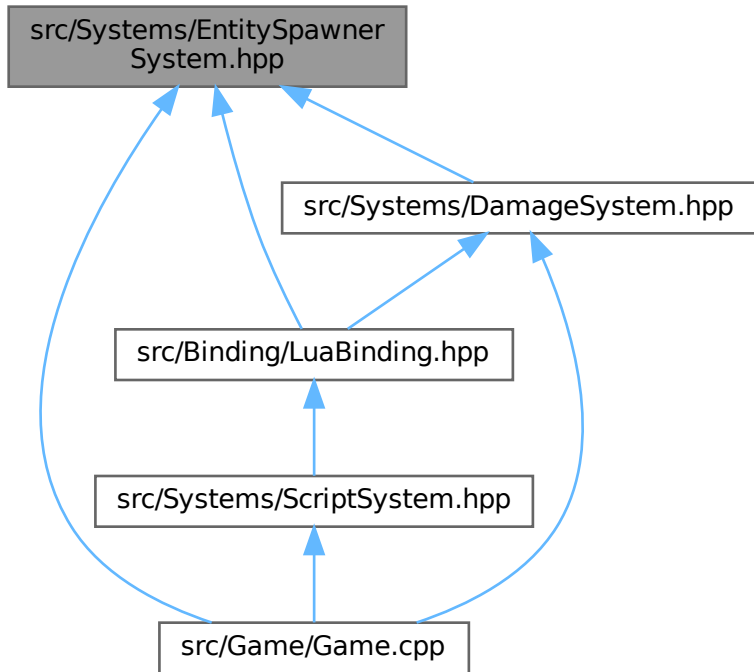 src/Systems/EntitySpawner
System.hpp
src/Systems/DamageSystem.hpp
src/Binding/LuaBinding.hpp
src/Systems/ScriptSystem.hpp
src/Game/Game.cpp